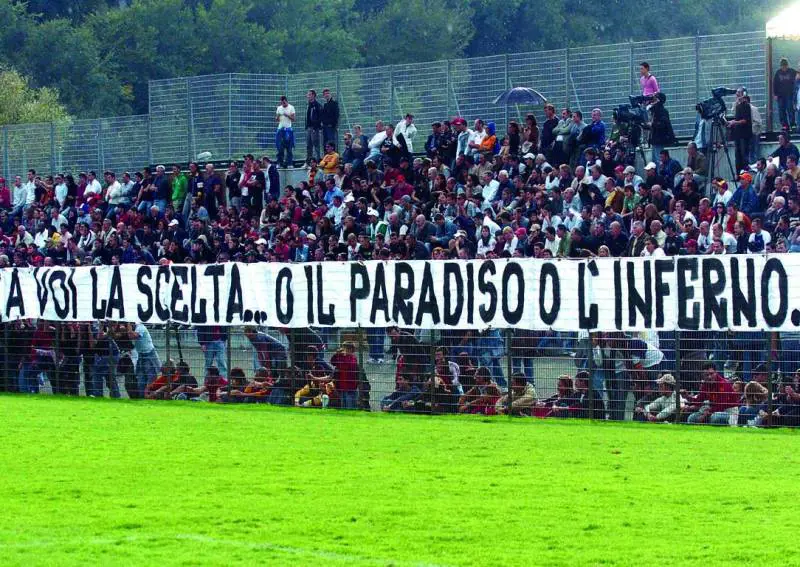 A VOI LA SCELTA... O IL PARADISO O L'INFERNO.